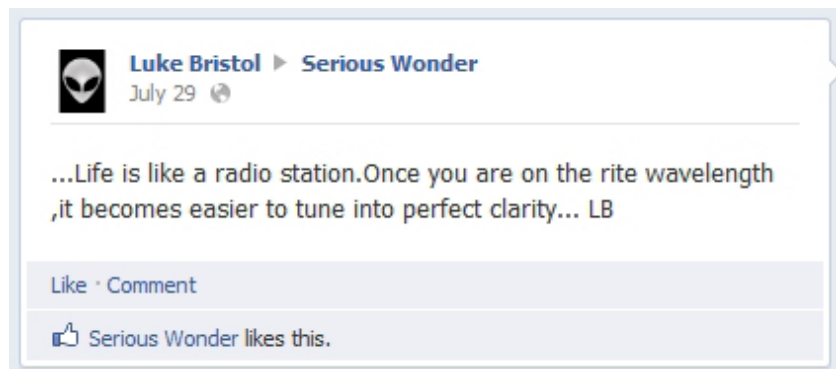 Luke Bristol ▶ Serious Wonder
July 29
...Life is like a radio station.Once you are on the rite wavelength
,it becomes easier to tune into perfect clarity... LB
Like · Comment
Serious Wonder likes this.